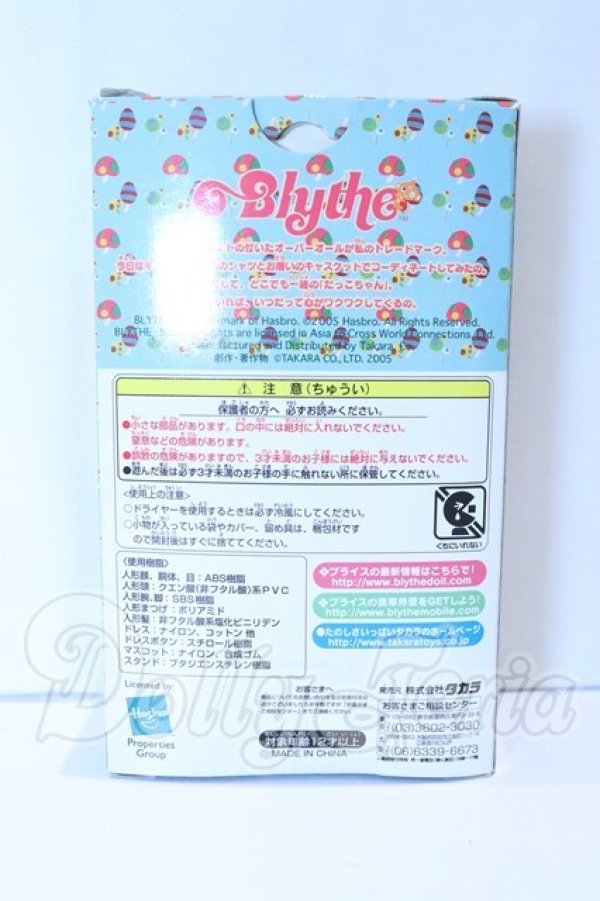 Blythe
TM
の付いたオーバーオールが私のトレードマーク。
今日は シャツとお揃いのキャスケットでコーディネートしてみたの。
して、どこでも一緒の「だっこちゃん」。
いれば、いつだって心がワクワクしてくるの。
BLYTHE mark of Hasbro. ©2005 Hasbro. All Rights Reserved.
BLYTHE rights are licensed in Asia to Cross World Connections, Ltd.
Manufactured and Distributed by Takara, Co.
劇作・著作物 ©TAKARA CO., LTD. 2005
⚠ 注 意(ちゅうい)
保護者の方へ 必ずお読みください。
●小さな部品があります。口の中には絶対に入れないでください。
窒息などの危険があります。
●誤飲の危険がありますので、3才未満のお子様には絶対に与えないでください。
●遊んだ後は必ず3才未満のお子様の手に触れない所に保管してください。
<使用上の注意>
○ドライヤーを使用するときは必ず冷風にしてください。
○小物が入っている袋やカバー、留め具は、梱包材です
ので開封後はすぐに捨ててください。
くちにいれない
<使用樹脂>
人形顔、胴体、目:ABS樹脂
人形頭:クエン酸(非フタル酸)系PVC
人形腕、脚:SBS樹脂
人形まつげ:ポリアミド
人形髪:非フタル酸系塩化ビニリデン
ドレス:ナイロン、コットン 他
ドレスボタン:スチロール樹脂
マスコット:ナイロン、合成ゴム
スタンド:ブタジエンスチレン樹脂
❖ブライスの最新情報はこちらで!
http://www.blythedoll.com
❖ブライスの携帯待受をGETしよう!
http://www.blythemobile.com
●たのしさいっぱいタカラのホームページ
http://www.takaratoys.co.jp
Licensed by
Hasbro
Properties
Group
お客さまへ
対象年齢12才以上
MADE IN CHINA
発売元 株式会社タカラ
お客さまご相談センター
(03)3602-3030
(06)6339-6673
Dolly Teria